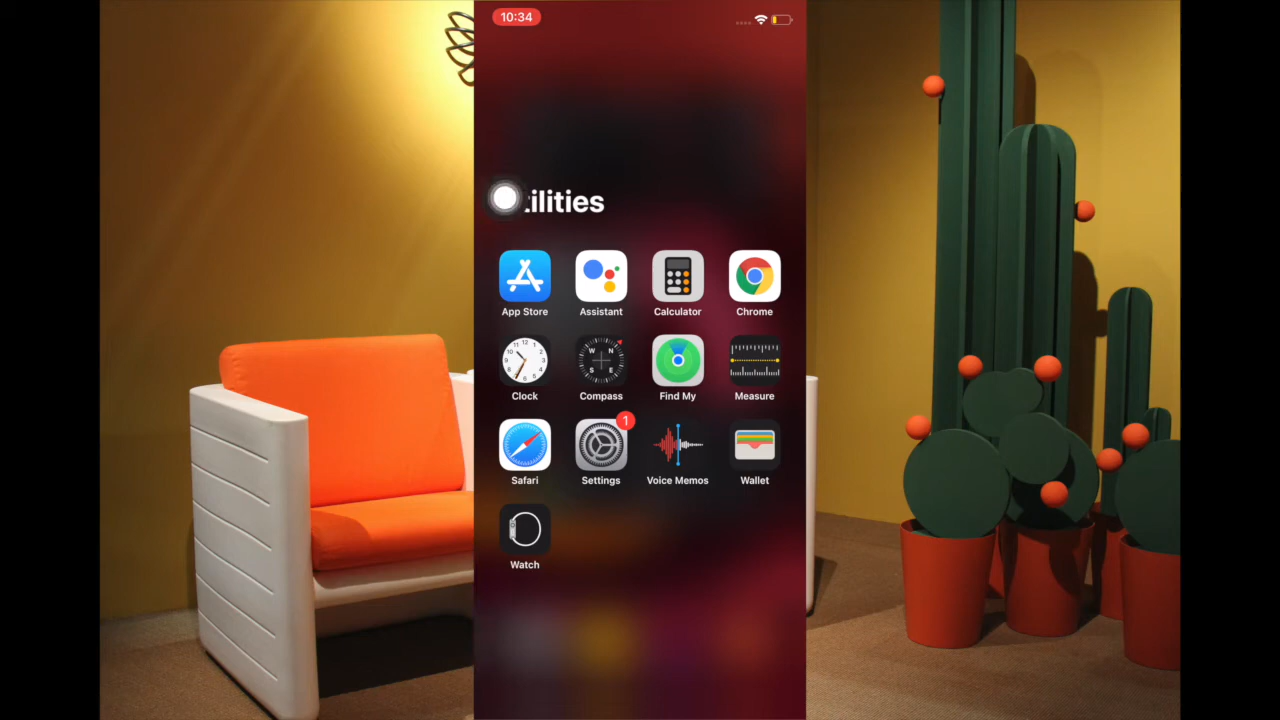 10:34
ilities
App Store Assistant Calculator Chrome
Clock Compass Find My Measure
1
Safari Settings Voice Memos Wallet
Watch